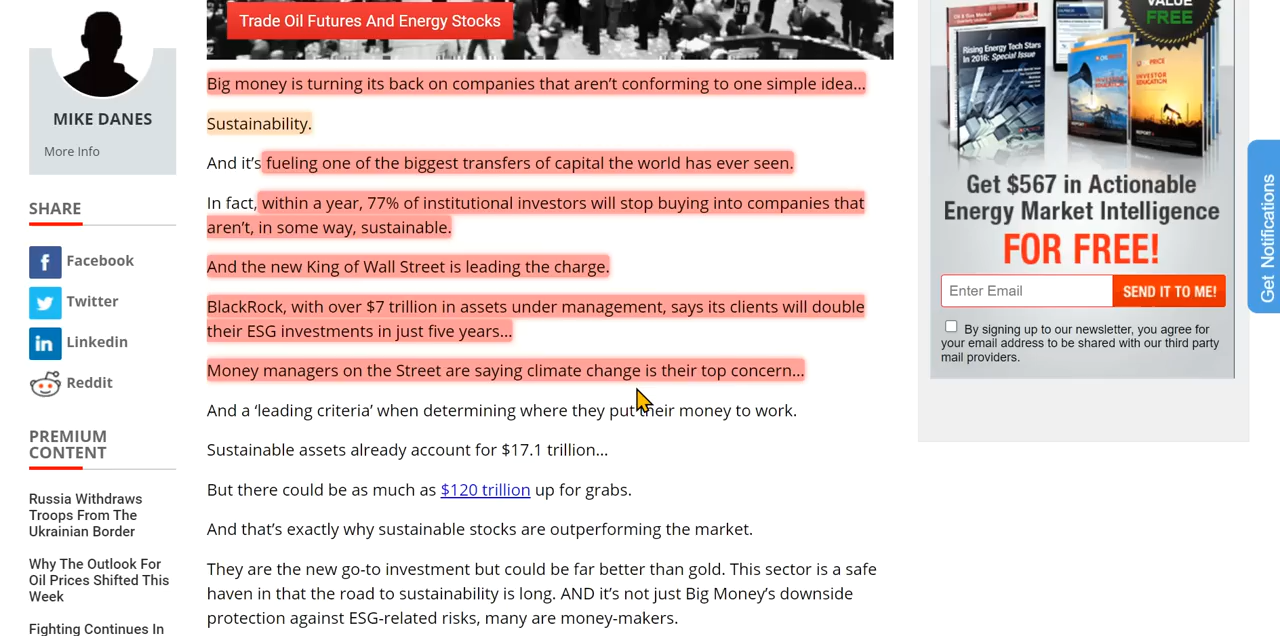 Trade Oil Futures And Energy Stocks
MIKE DANES
More Info
SHARE
Facebook
Twitter
Linkedin
Reddit
PREMIUM
CONTENT
Russia Withdraws
Troops From The
Ukrainian Border
Why The Outlook For
Oil Prices Shifted This
Week
Fighting Continues In
Big money is turning its back on companies that aren’t conforming to one simple idea…
Sustainability.
And it’s fueling one of the biggest transfers of capital the world has ever seen.
In fact, within a year, 77% of institutional investors will stop buying into companies that
aren’t, in some way, sustainable.
And the new King of Wall Street is leading the charge.
BlackRock, with over $7 trillion in assets under management, says its clients will double
their ESG investments in just five years…
Money managers on the Street are saying climate change is their top concern…
And a ‘leading criteria’ when determining where they put their money to work.
Sustainable assets already account for $17.1 trillion…
But there could be as much as $120 trillion up for grabs.
And that’s exactly why sustainable stocks are outperforming the market.
They are the new go-to investment but could be far better than gold. This sector is a safe
haven in that the road to sustainability is long. AND it’s not just Big Money’s downside
protection against ESG-related risks, many are money-makers.
VALUE
FREE
Rising Energy Tech Stars
In 2016: Special Issue
INVESTOR
EDUCATION
REPORT
Get $567 in Actionable
Energy Market Intelligence
FOR FREE!
Enter Email
SEND IT TO ME!
By signing up to our newsletter, you agree for
your email address to be shared with our third party
mail providers.
Get Notifications